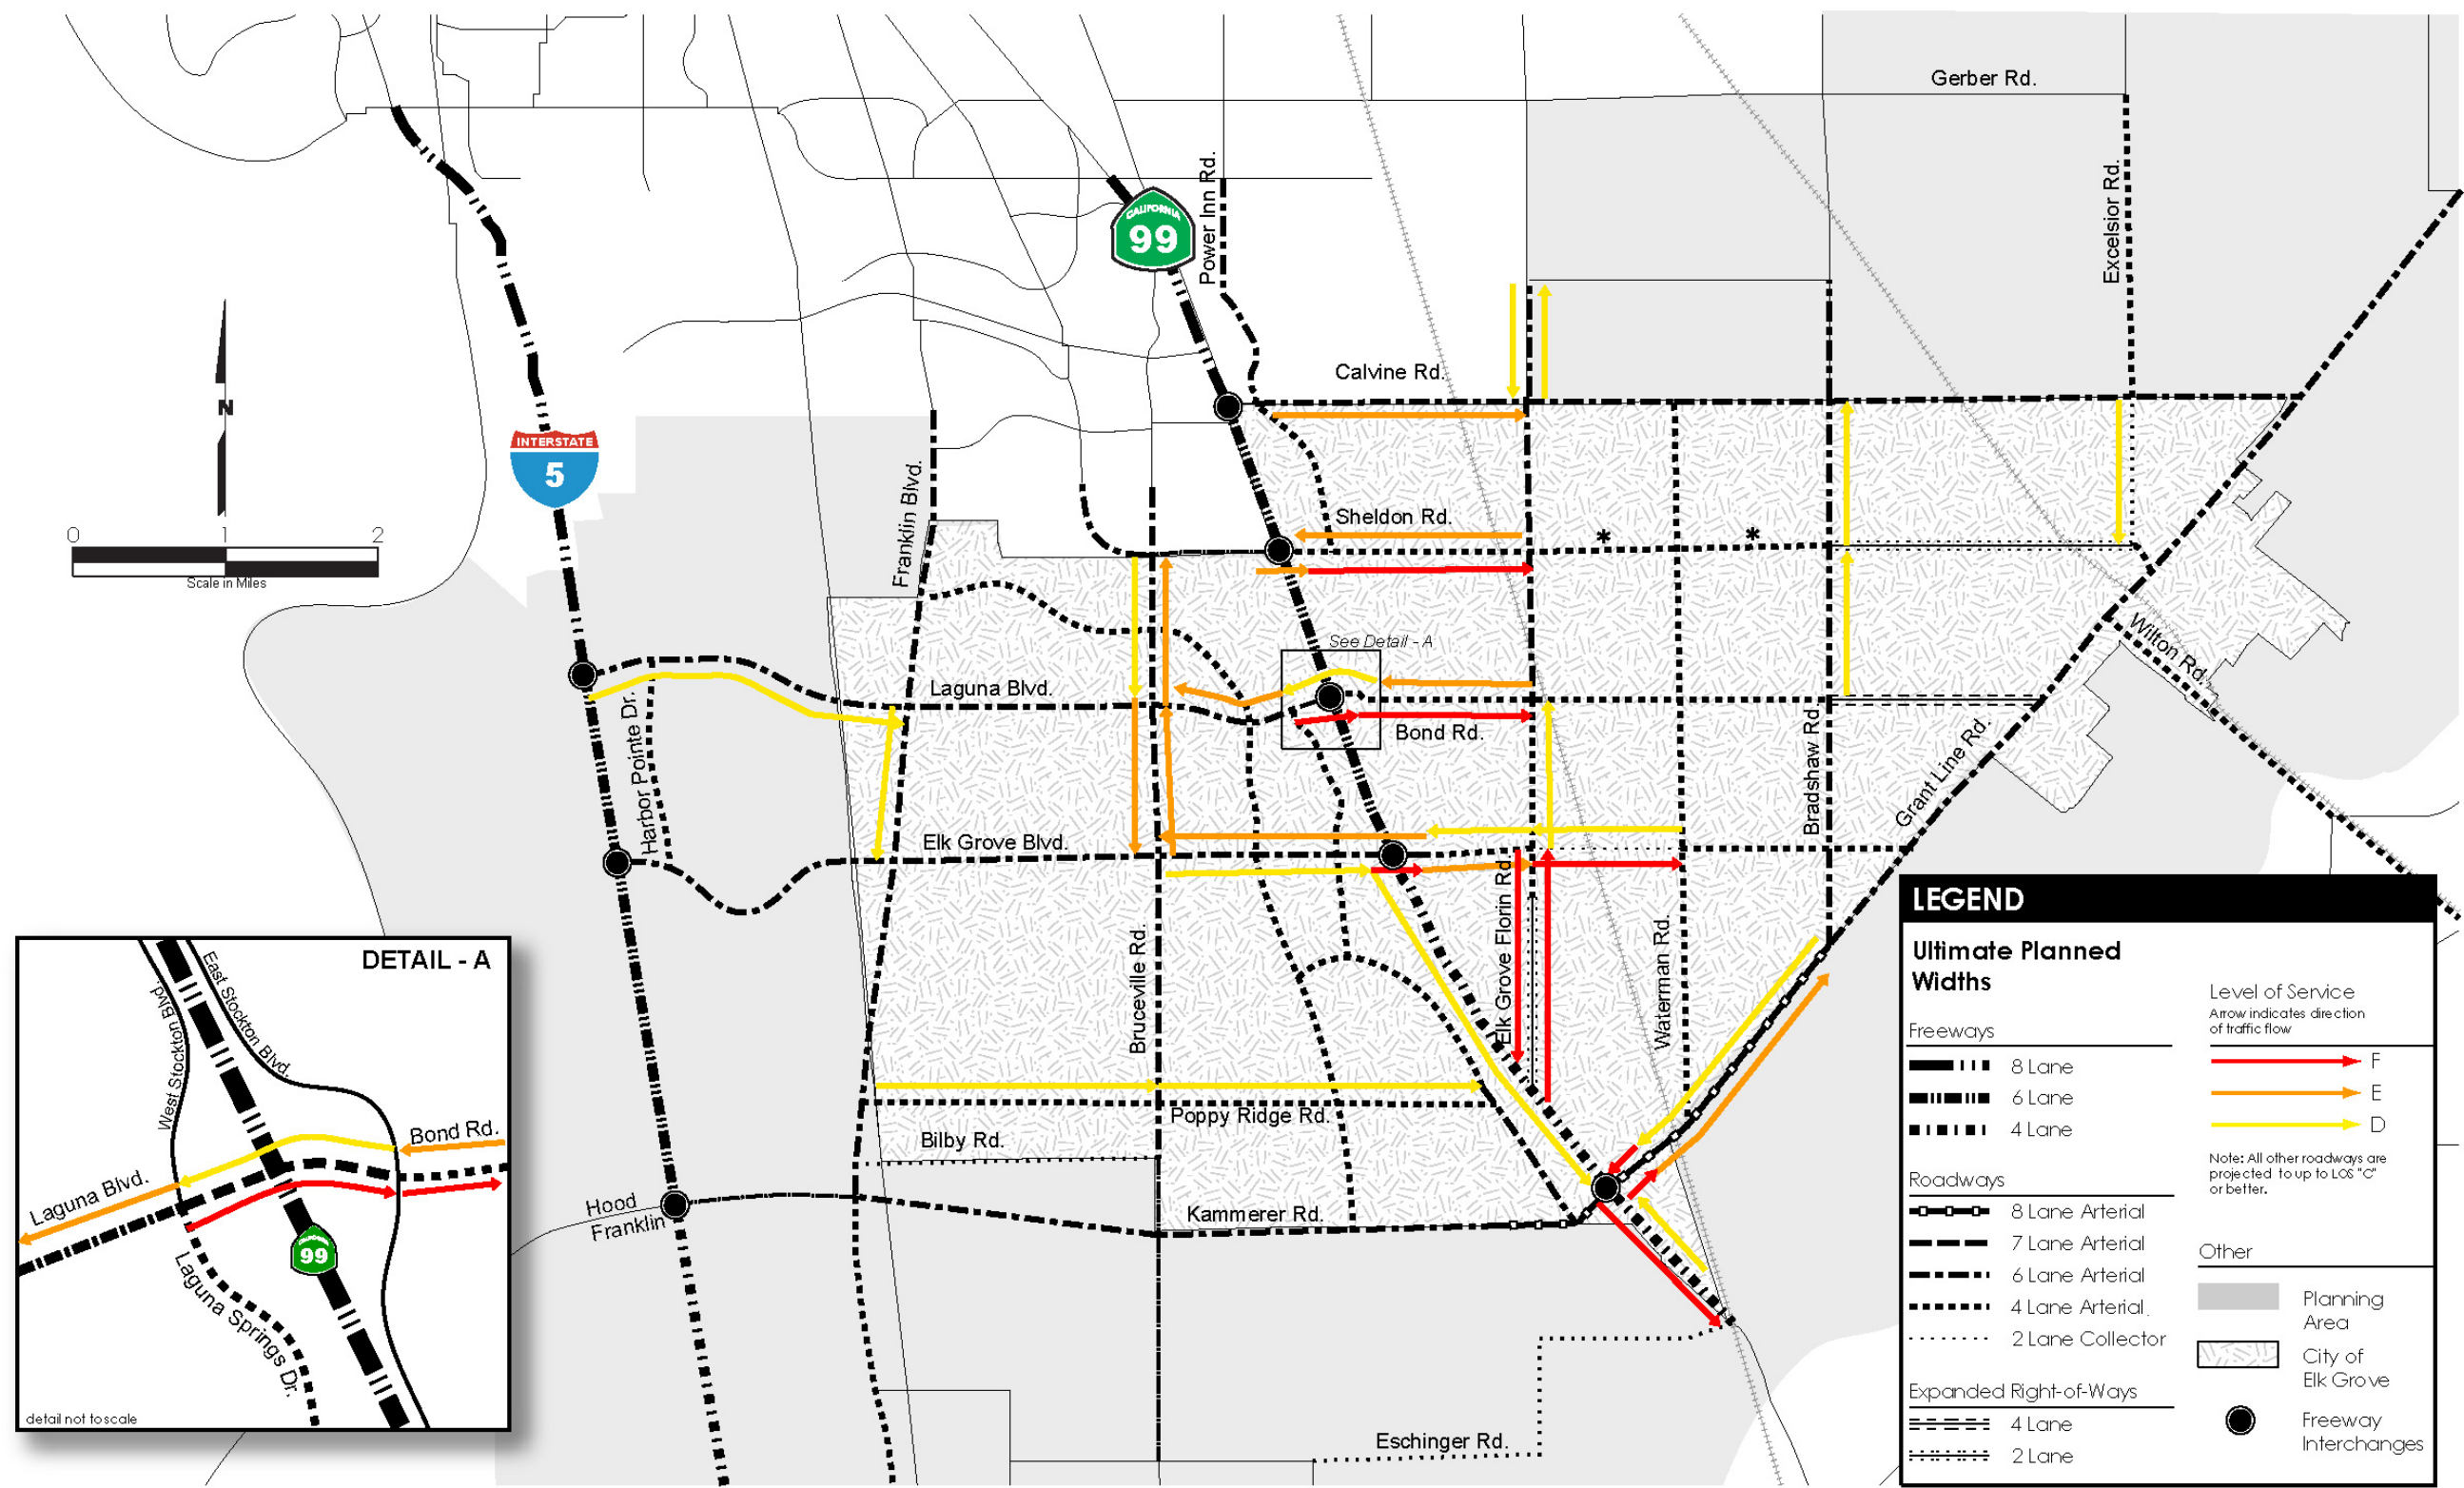 Gerber Rd.
Power Inn Rd.
Excelsior Rd.
CALIFORNIA
99
Calvine Rd.
N
INTERSTATE
5
Franklin Blvd.
Sheldon Rd.
*
*
0
1
2
Scale in Miles
See Detail - A
Wilton Rd.
Laguna Blvd.
Harbor Pointe Dr.
Bond Rd.
Bradshaw Rd.
Grant Line Rd.
Elk Grove Blvd.
Elk Grove Florin Rd.
Bruceville Rd.
Waterman Rd.
Poppy Ridge Rd.
Bilby Rd.
Hood
Franklin
Kammerer Rd.
Eschinger Rd.
DETAIL - A
West Stockton Blvd.
East Stockton Blvd.
Bond Rd.
Laguna Blvd.
CALIFORNIA
99
Laguna Springs Dr.
detail not to scale
LEGEND
Ultimate Planned
Widths
Freeways
8 Lane
6 Lane
4 Lane
Roadways
8 Lane Arterial
7 Lane Arterial
6 Lane Arterial
4 Lane Arterial
2 Lane Collector
Expanded Right-of-Ways
4 Lane
2 Lane
Level of Service
Arrow indicates direction
of traffic flow
F
E
D
Note: All other roadways are
projected to up to LOS "C"
or better.
Other
Planning
Area
City of
Elk Grove
Freeway
Interchanges